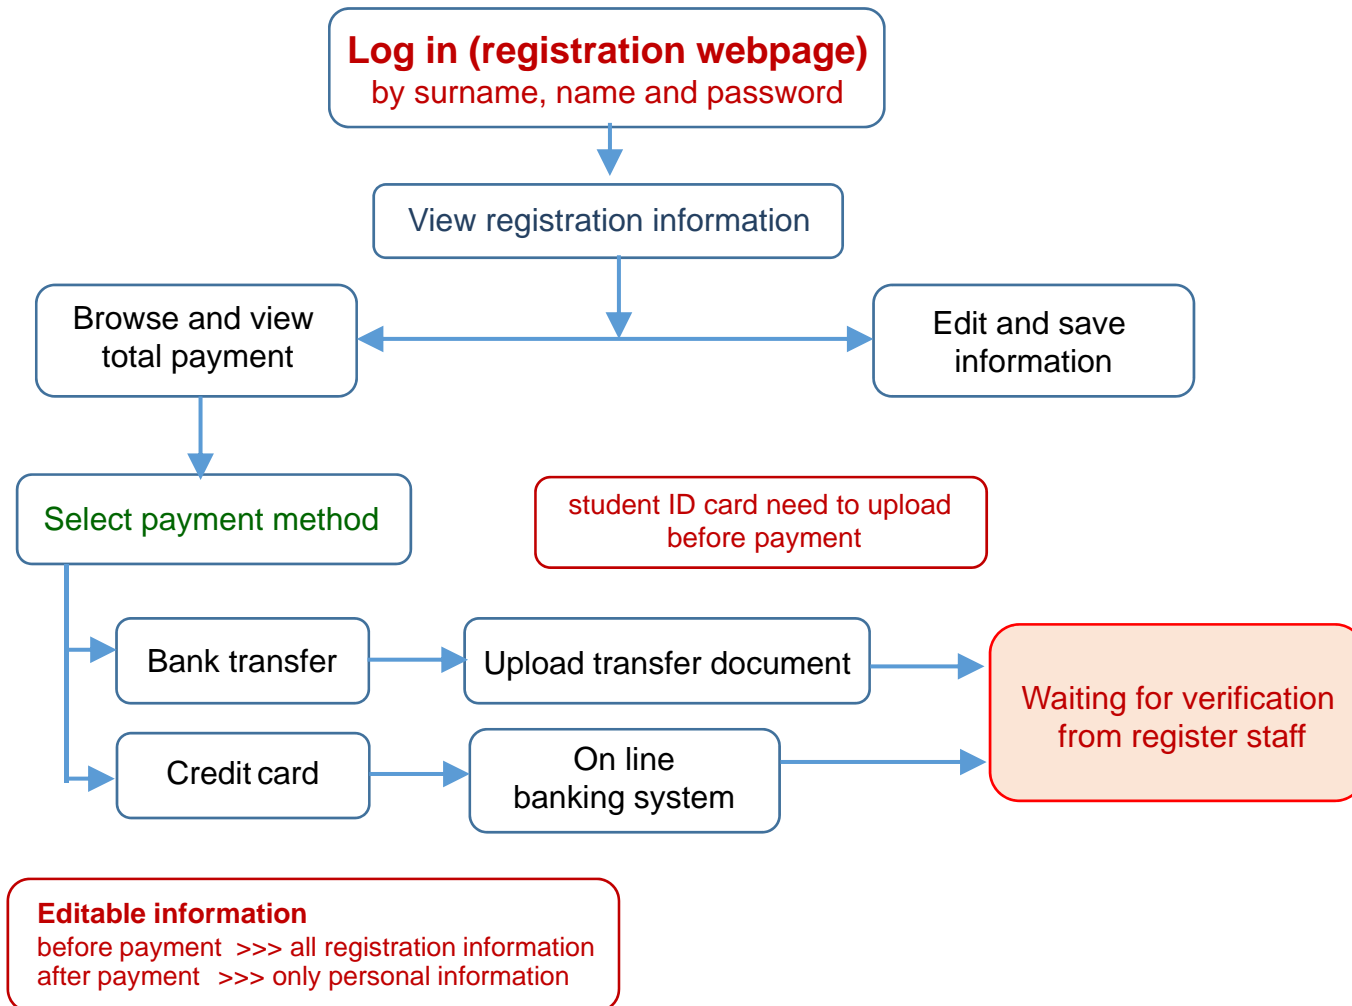 Log in (registration webpage)
by surname, name and password
View registration information
Browse and view
total payment
Edit and save
information
Select payment method
student ID card need to upload
before payment
Bank transfer
Upload transfer document
Waiting for verification
from register staff
Credit card
On line
banking system
Editable information
before payment >>> all registration information
after payment >>> only personal information